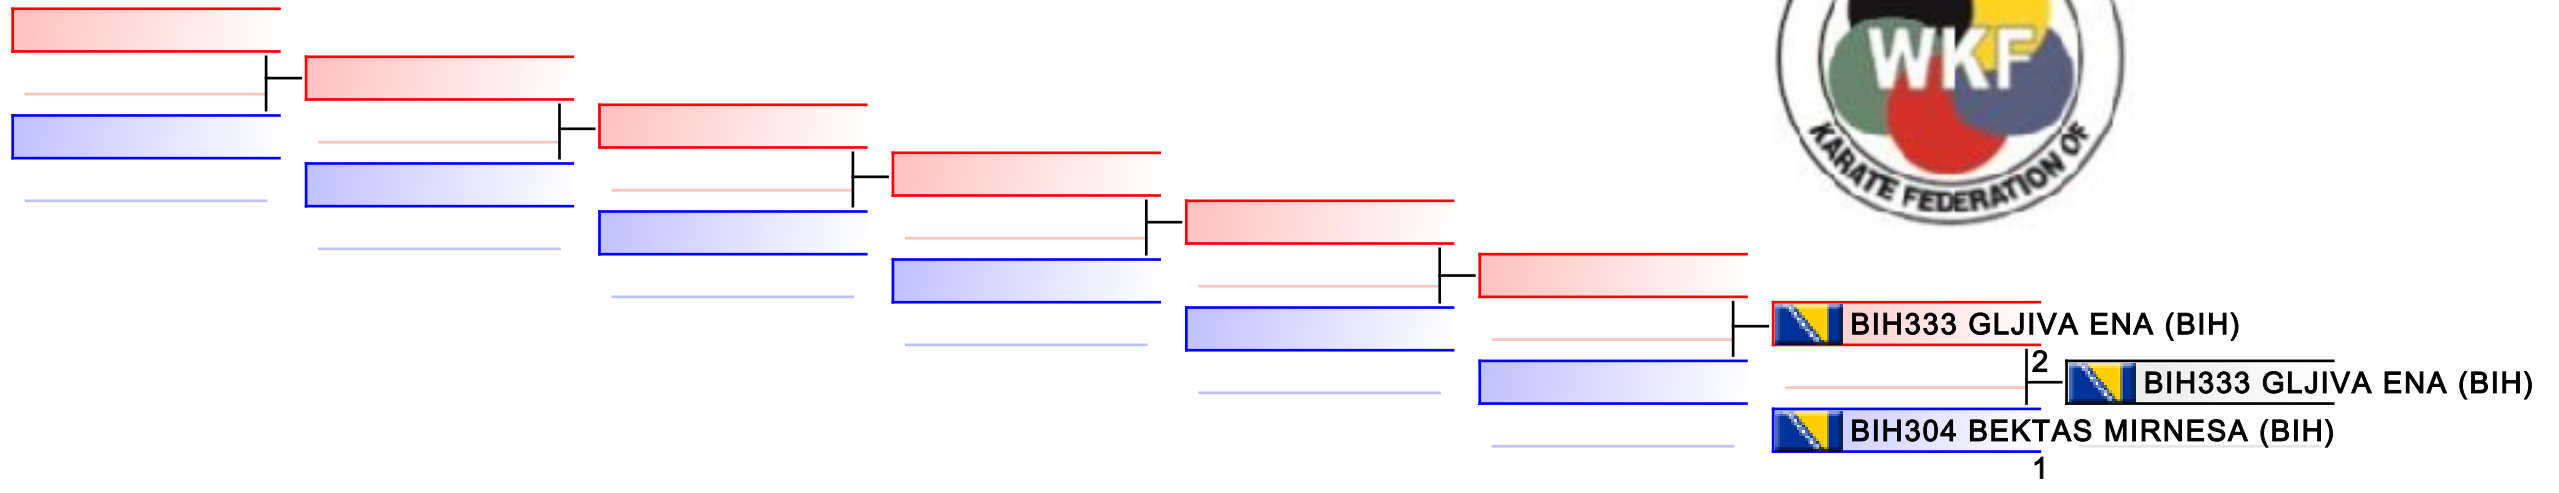 WKF
KARATE FEDERATION OF
BIH333 GLJIVA ENA (BIH)
2
BIH333 GLJIVA ENA (BIH)
BIH304 BEKTAS MIRNESA (BIH)
1